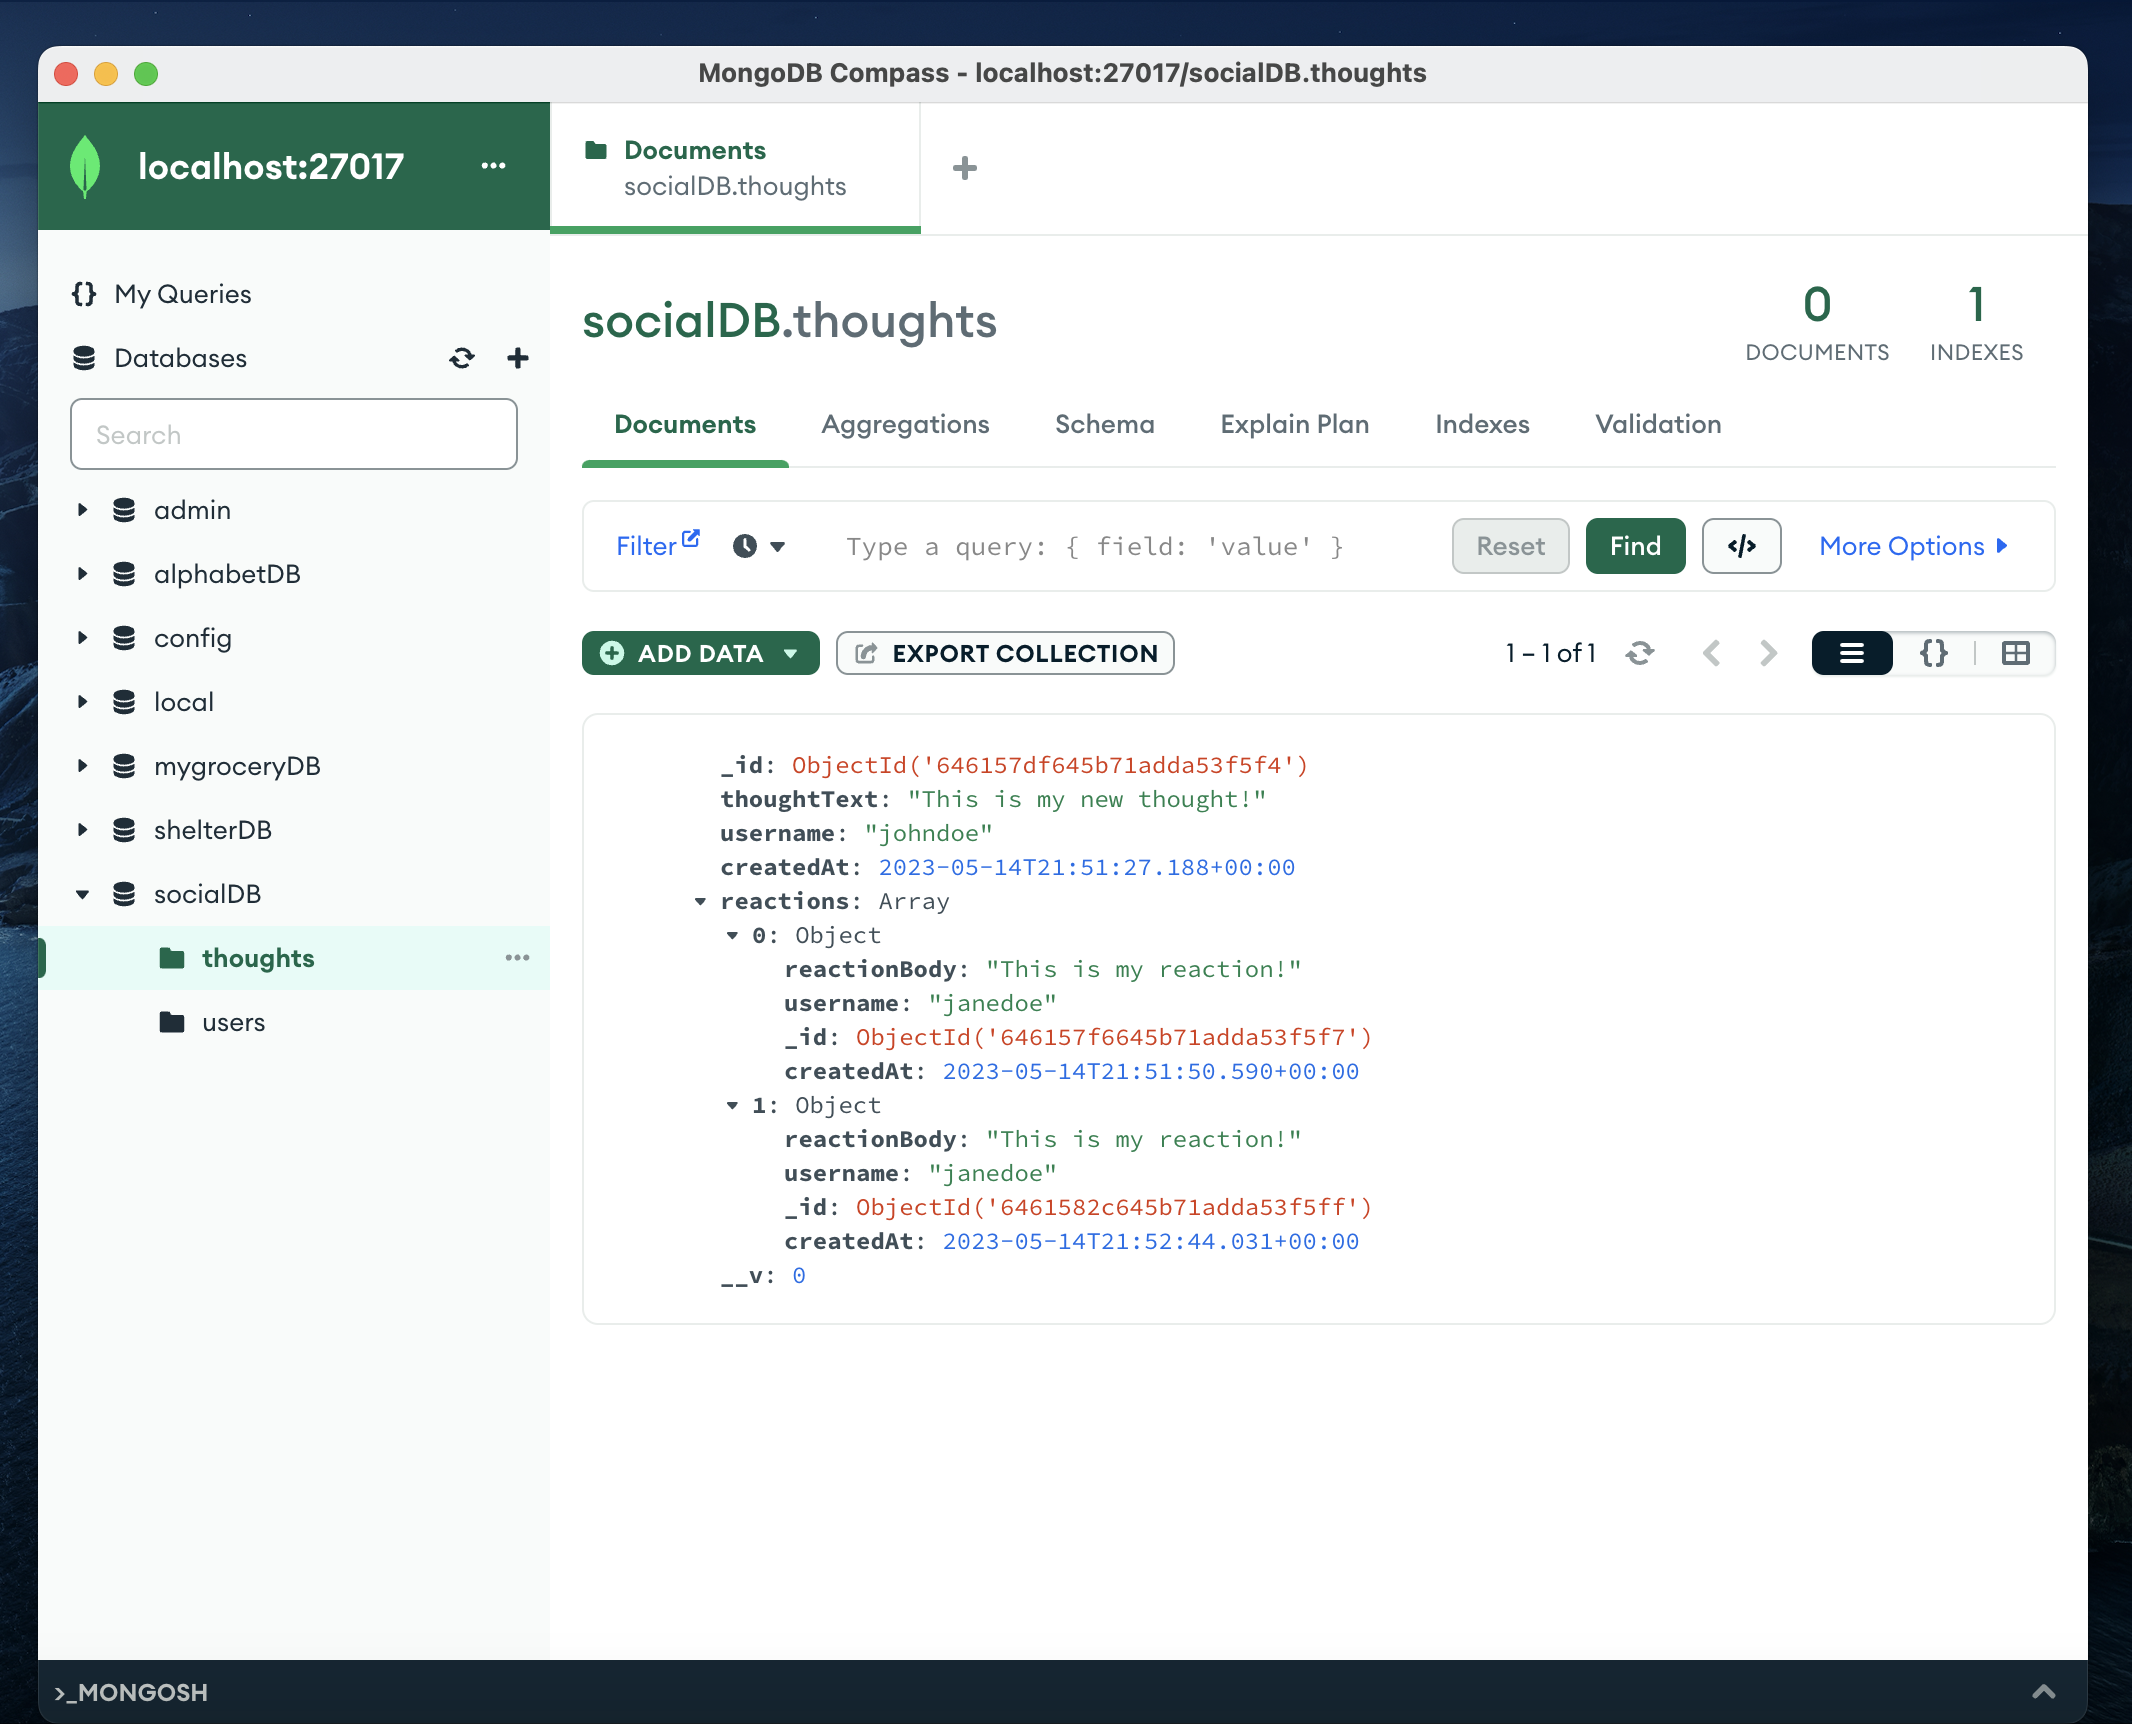 MongoDB Compass - localhost:27017/socialDB.thoughts
localhost:27017
Documents
socialDB.thoughts
My Queries
Databases
Search
admin
alphabetDB
config
local
mygroceryDB
shelterDB
socialDB
thoughts
users
socialDB.thoughts
0
DOCUMENTS
1
INDEXES
Documents Aggregations Schema Explain Plan Indexes Validation
Filter Type a query: { field: 'value' } Reset Find </> More Options
ADD DATA EXPORT COLLECTION 1 – 1 of 1 {}
_id: ObjectId('646157df645b71adda53f5f4')
thoughtText: "This is my new thought!"
username: "johndoe"
createdAt: 2023-05-14T21:51:27.188+00:00
reactions: Array
0: Object
reactionBody: "This is my reaction!"
username: "janedoe"
_id: ObjectId('646157f6645b71adda53f5f7')
createdAt: 2023-05-14T21:51:50.590+00:00
1: Object
reactionBody: "This is my reaction!"
username: "janedoe"
_id: ObjectId('6461582c645b71adda53f5ff')
createdAt: 2023-05-14T21:52:44.031+00:00
__v: 0
>_MONGOSH